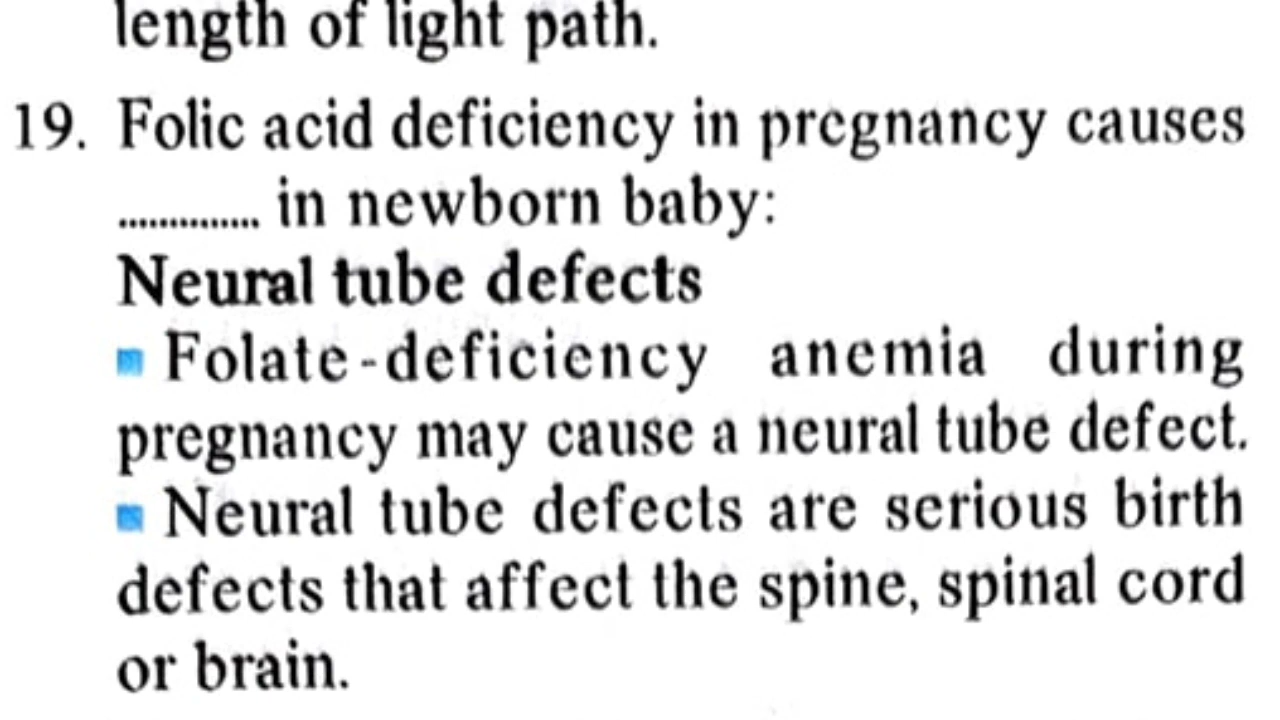 length of light path.
19. Folic acid deficiency in pregnancy causes
.............. in newborn baby:
Neural tube defects
■ Folate-deficiency anemia during
pregnancy may cause a neural tube defect.
■ Neural tube defects are serious birth
defects that affect the spine, spinal cord
or brain.